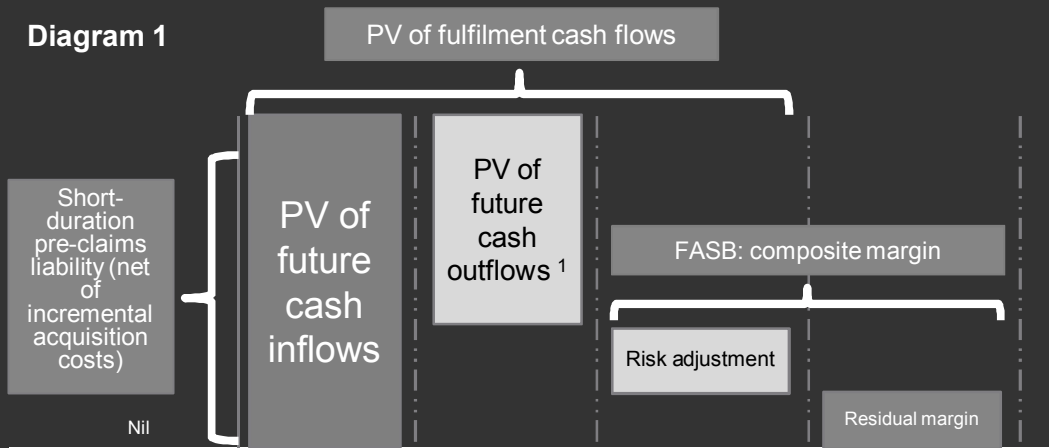 Diagram 1
PV of fulfilment cash flows
Short-
duration
pre-claims
liability (net
of
incremental
acquisition
costs)
Nil
PV of
future
cash
inflows
PV of
future
cash
outflows ¹
FASB: composite margin
Risk adjustment
Residual margin